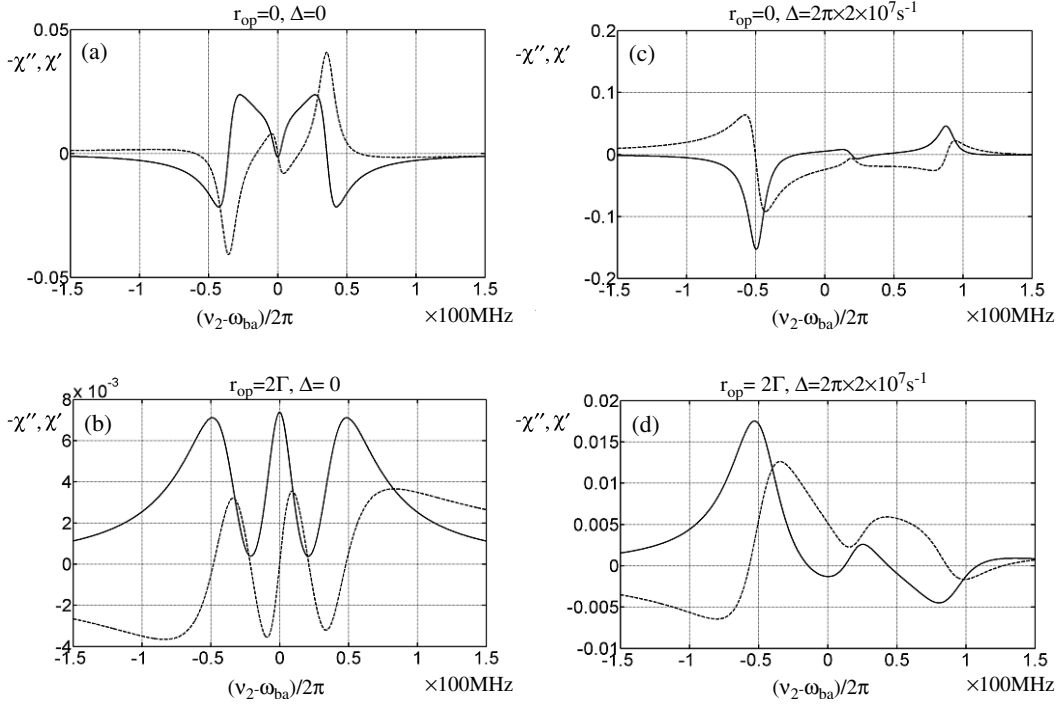 r_op=0, Δ=0
0.05
-χ″, χ′
(a)
0
-0.05
-1.5 -1 -0.5 0 0.5 1 1.5
(ν₂-ω_ba)/2π
×100MHz
r_op=0, Δ=2π×2×10⁷s⁻¹
0.2
-χ″, χ′
(c)
0.1
0
-0.1
-0.2
-1.5 -1 -0.5 0 0.5 1 1.5
(ν₂-ω_ba)/2π
×100MHz
r_op=2Γ, Δ= 0
x 10⁻³
8
-χ″, χ′
(b)
6
4
2
0
-2
-4
-1.5 -1 -0.5 0 0.5 1 1.5
(ν₂-ω_ba)/2π
×100MHz
r_op= 2Γ, Δ=2π×2×10⁷s⁻¹
0.02
-χ″, χ′
(d)
0.015
0.01
0.005
0
-0.005
-0.01
-1.5 -1 -0.5 0 0.5 1 1.5
(ν₂-ω_ba)/2π
×100MHz